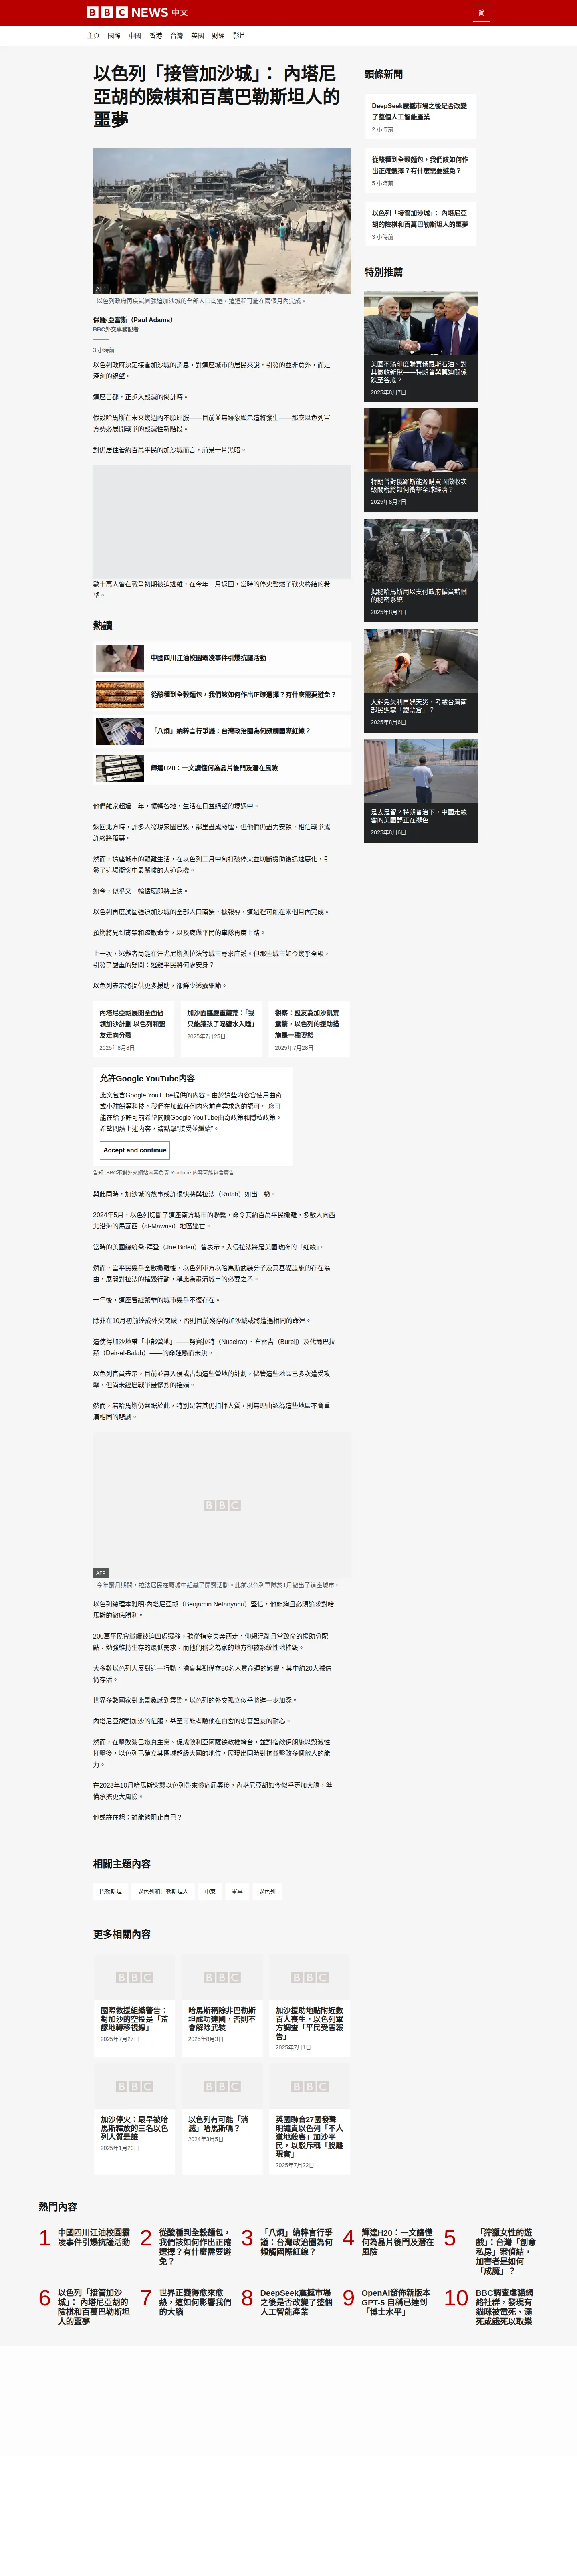 BBC NEWS 中文
简
主頁 國際 中國 香港 台灣 英國 財經 影片
以色列「接管加沙城」： 內塔尼
亞胡的險棋和百萬巴勒斯坦人的
噩夢
AFP
以色列政府再度試圖強迫加沙城的全部人口南遷，這過程可能在兩個月內完成。
保羅·亞當斯（Paul Adams）
BBC外交事務記者
3 小時前
以色列政府決定接管加沙城的消息，對這座城市的居民來說，引發的並非意外，而是
深刻的絕望。
這座首都，正步入毀滅的倒計時。
假設哈馬斯在未來幾週內不願屈服——目前並無跡象顯示這將發生——那麼以色列軍
方勢必展開戰爭的毀滅性新階段。
對仍居住著約百萬平民的加沙城而言，前景一片黑暗。
數十萬人曾在戰爭初期被迫逃離，在今年一月返回，當時的停火點燃了戰火終結的希
望。
熱讀
中國四川江油校園霸凌事件引爆抗議活動
從酸種到全穀麵包，我們該如何作出正確選擇？有什麼需要避免？
「八炯」納粹言行爭議：台灣政治圈為何頻觸國際紅線？
輝達H20：一文讀懂何為晶片後門及潛在風險
他們離家超過一年，輾轉各地，生活在日益絕望的境遇中。
返回北方時，許多人發現家園已毀，鄰里盡成廢墟。但他們仍盡力安頓，相信戰爭或
許終將落幕。
然而，這座城市的艱難生活，在以色列三月中旬打破停火並切斷援助後迅速惡化，引
發了這場衝突中最嚴峻的人道危機。
如今，似乎又一輪循環即將上演。
以色列再度試圖強迫加沙城的全部人口南遷，據報導，這過程可能在兩個月內完成。
預期將見到宵禁和疏散命令，以及疲憊平民的車隊再度上路。
上一次，逃難者尚能在汗尤尼斯與拉法等城市尋求庇護。但那些城市如今幾乎全毀，
引發了嚴重的疑問：逃難平民將何處安身？
以色列表示將提供更多援助，卻鮮少透露細節。
內塔尼亞胡展開全面佔
領加沙計劃 以色列和盟
友走向分裂
2025年8月8日
加沙面臨嚴重饑荒：「我
只能讓孩子喝鹽水入睡」
2025年7月25日
觀察：盟友為加沙飢荒
震驚，以色列的援助措
施是一種姿態
2025年7月28日
允許Google YouTube内容
此文包含Google YouTube提供的内容。由於這些内容會使用曲奇
或小甜餅等科技，我們在加載任何内容前會尋求您的認可。 您可
能在給予許可前希望閱讀Google YouTube曲奇政策和隱私政策。
希望閱讀上述内容，請點擊"接受並繼續"。
Accept and continue
告知: BBC不對外來網站内容負責 YouTube 内容可能包含廣告
與此同時，加沙城的故事或許很快將與拉法（Rafah）如出一轍。
2024年5月，以色列切斷了這座南方城市的聯繫，命令其約百萬平民撤離，多數人向西
北沿海的馬瓦西（al-Mawasi）地區逃亡。
當時的美國總統喬·拜登（Joe Biden）曾表示，入侵拉法將是美國政府的「紅線」。
然而，當平民幾乎全數撤離後，以色列軍方以哈馬斯武裝分子及其基礎設施的存在為
由，展開對拉法的摧毀行動，稱此為肅清城市的必要之舉。
一年後，這座曾經繁華的城市幾乎不復存在。
除非在10月初前達成外交突破，否則目前殘存的加沙城或將遭遇相同的命運。
這使得加沙地帶「中部營地」——努賽拉特（Nuseirat）、布雷吉（Bureij）及代爾巴拉
赫（Deir-el-Balah）——的命運懸而未決。
以色列官員表示，目前並無入侵或占領這些營地的計劃，儘管這些地區已多次遭受攻
擊，但尚未經歷戰爭最慘烈的摧殘。
然而，若哈馬斯仍盤踞於此，特別是若其仍扣押人質，則無理由認為這些地區不會重
演相同的悲劇。
BBC
AFP
今年齋月期間，拉法居民在廢墟中組織了開齋活動。此前以色列軍隊於1月撤出了這座城市。
以色列總理本雅明·內塔尼亞胡（Benjamin Netanyahu）堅信，他能夠且必須追求對哈
馬斯的徹底勝利。
200萬平民會繼續被迫四處遷移，聽從指令東奔西走，仰賴混亂且常致命的援助分配
點，勉強維持生存的最低需求，而他們稱之為家的地方卻被系統性地摧毀。
大多數以色列人反對這一行動，擔憂其對僅存50名人質命運的影響，其中約20人據信
仍存活。
世界多數國家對此景象感到震驚。以色列的外交孤立似乎將進一步加深。
內塔尼亞胡對加沙的征服，甚至可能考驗他在白宮的忠實盟友的耐心。
然而，在擊敗黎巴嫩真主黨、促成敘利亞阿薩德政權垮台，並對宿敵伊朗施以毀滅性
打擊後，以色列已確立其區域超級大國的地位，展現出同時對抗並擊敗多個敵人的能
力。
在2023年10月哈馬斯突襲以色列帶來慘痛屈辱後，內塔尼亞胡如今似乎更加大膽，準
備承擔更大風險。
他或許在想：誰能夠阻止自己？
相關主題內容
巴勒斯坦 以色列和巴勒斯坦人 中東 軍事 以色列
更多相關內容
BBC
國際救援組織警告：
對加沙的空投是「荒
謬地轉移視線」
2025年7月27日
BBC
哈馬斯稱除非巴勒斯
坦成功建國，否則不
會解除武裝
2025年8月3日
BBC
加沙援助地點附近數
百人喪生，以色列軍
方調查「平民受害報
告」
2025年7月1日
BBC
加沙停火：最早被哈
馬斯釋放的三名以色
列人質是誰
2025年1月20日
BBC
以色列有可能「消
滅」哈馬斯嗎？
2024年3月5日
BBC
英國聯合27國發聲
明譴責以色列「不人
道地殺害」加沙平
民，以駁斥稱「脫離
現實」
2025年7月22日
頭條新聞
DeepSeek震撼市場之後是否改變
了整個人工智能產業
2 小時前
從酸種到全穀麵包，我們該如何作
出正確選擇？有什麼需要避免？
5 小時前
以色列「接管加沙城」： 內塔尼亞
胡的險棋和百萬巴勒斯坦人的噩夢
3 小時前
特別推薦
美國不滿印度購買俄羅斯石油、對
其徵收新稅——特朗普與莫迪關係
跌至谷底？
2025年8月7日
特朗普對俄羅斯能源購買國徵收次
級關稅將如何衝擊全球經濟？
2025年8月7日
揭秘哈馬斯用以支付政府僱員薪酬
的秘密系統
2025年8月7日
大罷免失利再遇天災，考驗台灣南
部民進黨「鐵票倉」？
2025年8月6日
是去是留？特朗普治下，中國走線
客的美國夢正在褪色
2025年8月6日
熱門內容
1 中國四川江油校園霸
凌事件引爆抗議活動
2 從酸種到全穀麵包，
我們該如何作出正確
選擇？有什麼需要避
免？
3 「八炯」納粹言行爭
議：台灣政治圈為何
頻觸國際紅線？
4 輝達H20：一文讀懂
何為晶片後門及潛在
風險
5 「狩獵女性的遊
戲」：台灣「創意
私房」案偵結，
加害者是如何
「成魔」？
6 以色列「接管加沙
城」： 內塔尼亞胡的
險棋和百萬巴勒斯坦
人的噩夢
7 世界正變得愈來愈
熱，這如何影響我們
的大腦
8 DeepSeek震撼市場
之後是否改變了整個
人工智能產業
9 OpenAI發佈新版本
GPT-5 自稱已達到
「博士水平」
10 BBC調查虐貓網
絡社群，發現有
貓咪被電死、溺
死或餓死以取樂